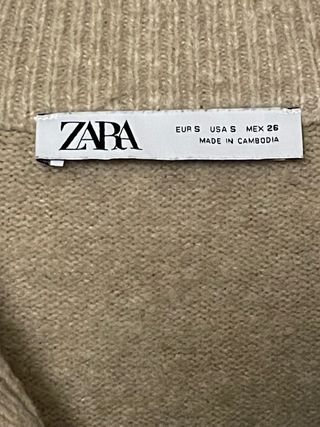 ZARA
EUR S USA S MEX 26
MADE IN CAMBODIA